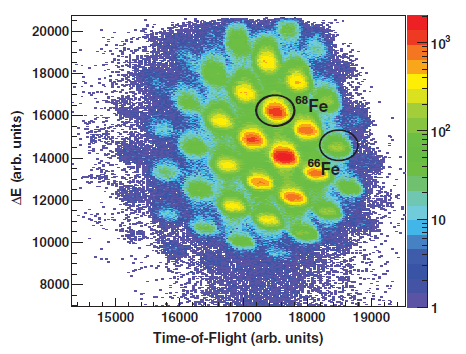 20000
18000
16000
14000
12000
10000
8000
ΔE (arb. units)
⁶⁸Fe
⁶⁶Fe
10³
10²
10
1
15000 16000 17000 18000 19000
Time-of-Flight (arb. units)